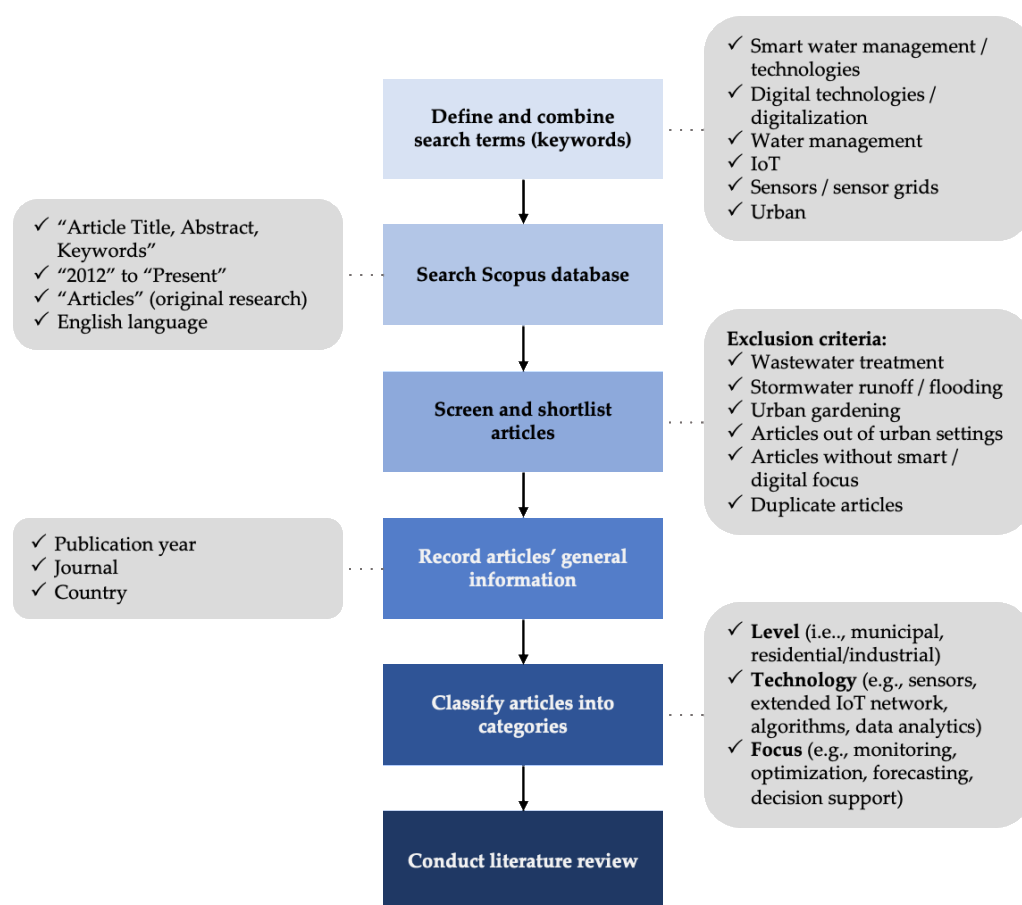 Define and combine
search terms (keywords)
✓ Smart water management /
technologies
✓ Digital technologies /
digitalization
✓ Water management
✓ IoT
✓ Sensors / sensor grids
✓ Urban
✓ “Article Title, Abstract,
Keywords”
✓ “2012” to “Present”
✓ “Articles” (original research)
✓ English language
Search Scopus database
Screen and shortlist
articles
Exclusion criteria:
✓ Wastewater treatment
✓ Stormwater runoff / flooding
✓ Urban gardening
✓ Articles out of urban settings
✓ Articles without smart /
digital focus
✓ Duplicate articles
✓ Publication year
✓ Journal
✓ Country
Record articles’ general
information
Classify articles into
categories
✓ Level (i.e.., municipal,
residential/industrial)
✓ Technology (e.g., sensors,
extended IoT network,
algorithms, data analytics)
✓ Focus (e.g., monitoring,
optimization, forecasting,
decision support)
Conduct literature review